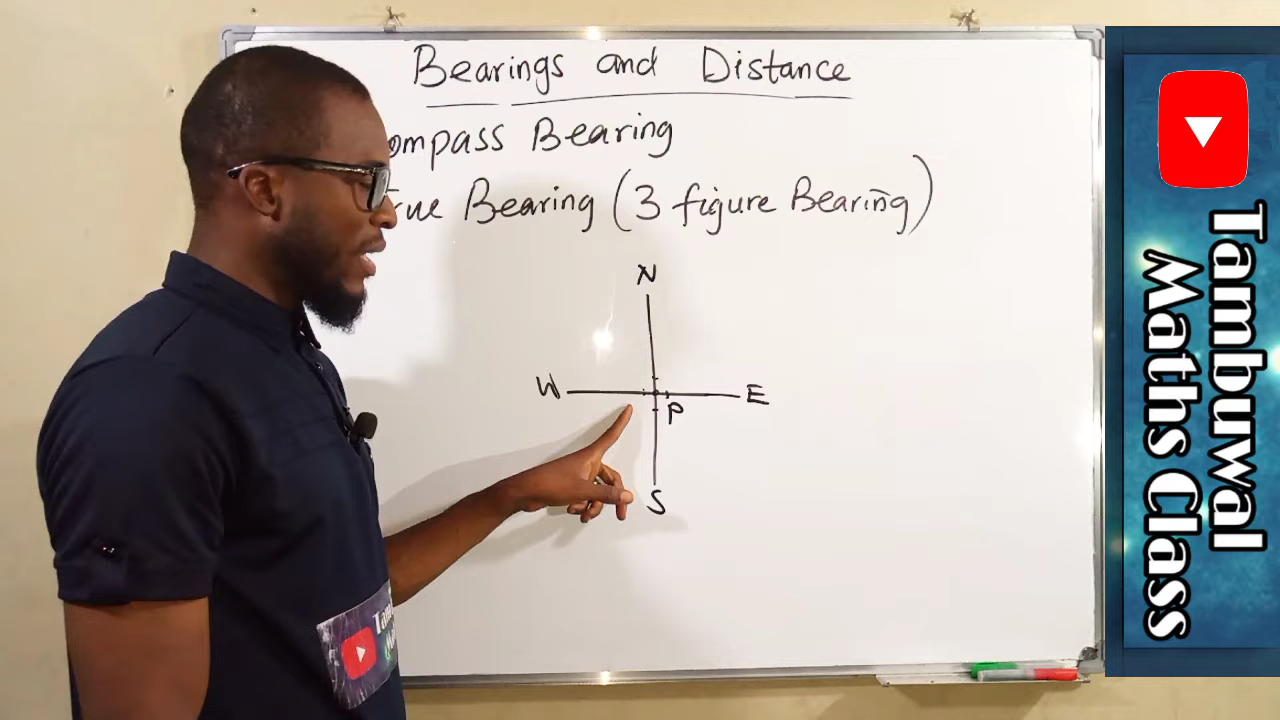 Bearings and Distance
ompass Bearing
rue Bearing (3 figure Bearing)
N
W
E
P
S
Tambuwal
Maths Class